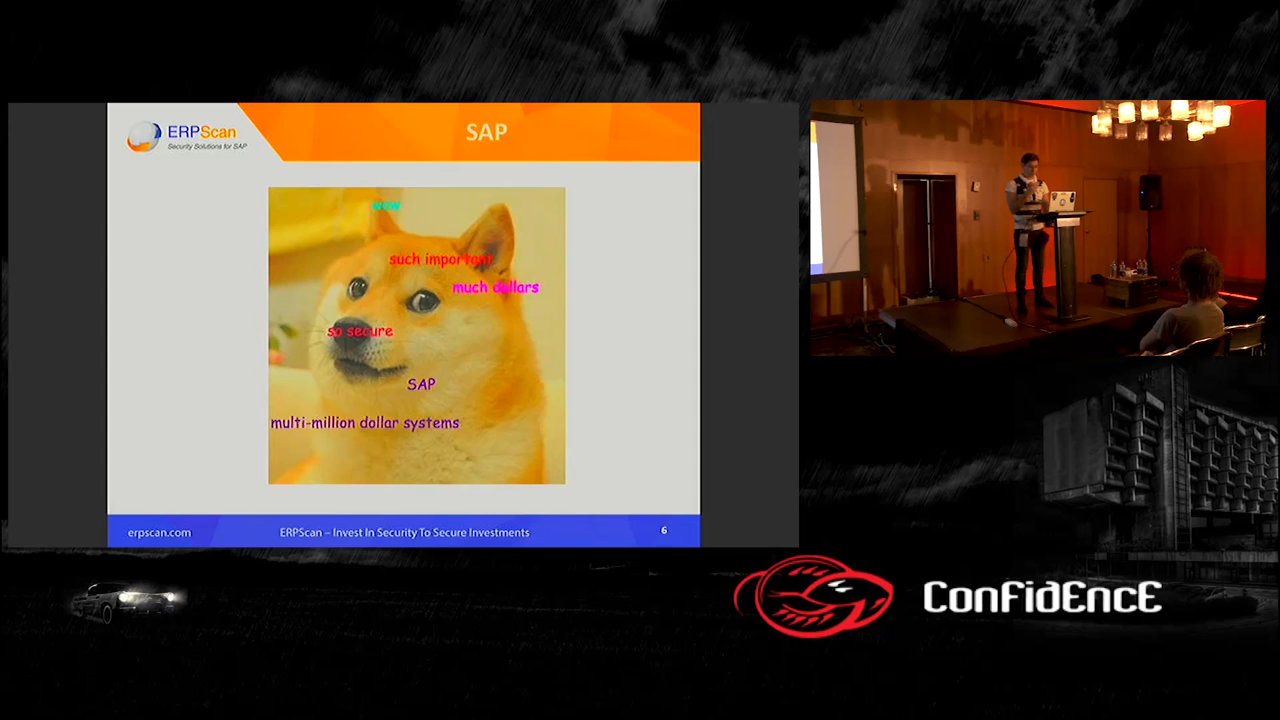 ERPScan
Security Solutions for SAP
SAP
wow
such important
much dollars
so secure
SAP
multi-million dollar systems
erpscan.com
ERPScan – Invest In Security To Secure Investments
6
ConFidEncE